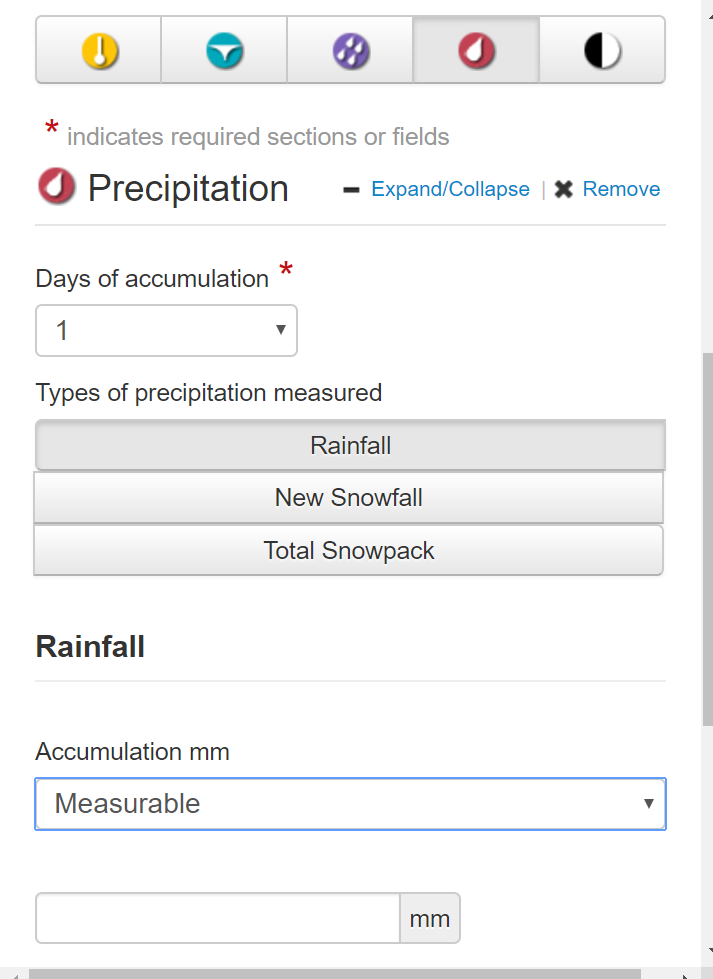 * indicates required sections or fields
Precipitation Expand/Collapse | Remove
Days of accumulation *
1
Types of precipitation measured
Rainfall
New Snowfall
Total Snowpack
Rainfall
Accumulation mm
Measurable
mm